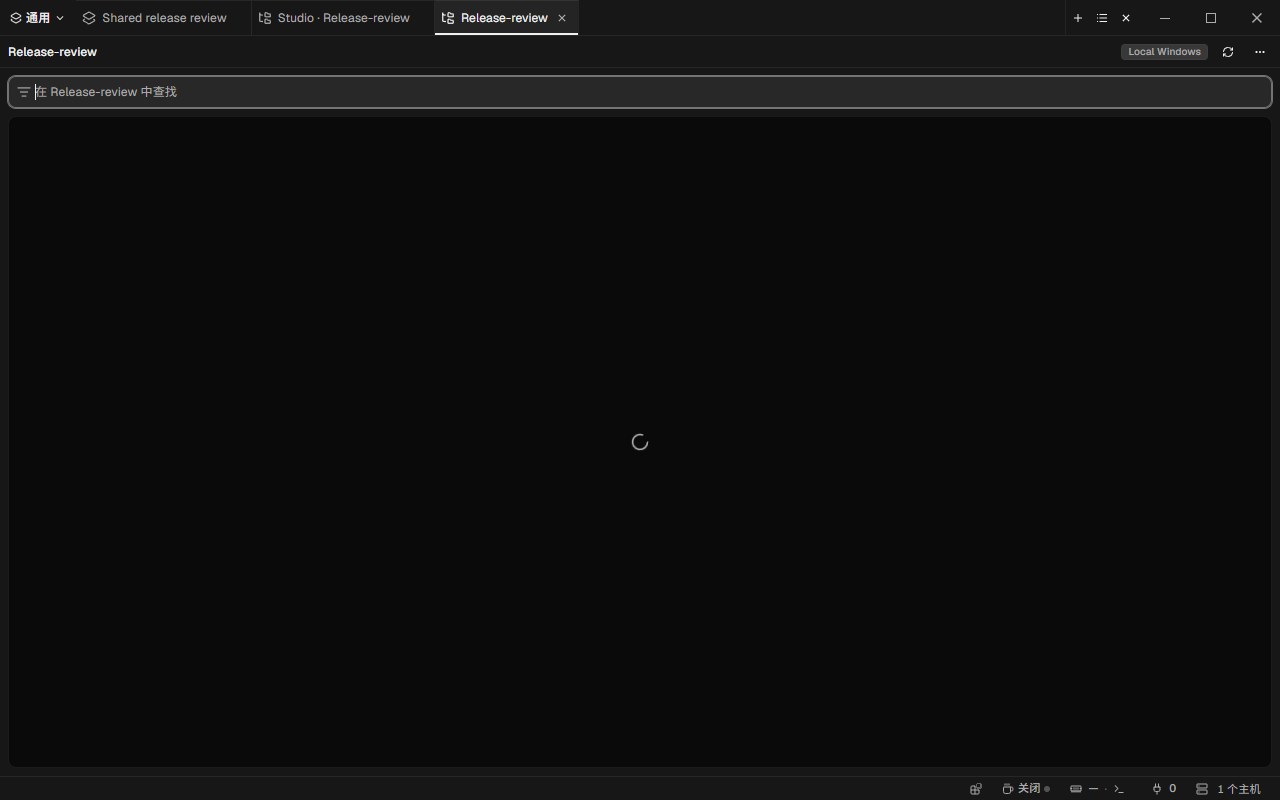 通用
Shared release review
Studio · Release-review
Release-review
Release-review
Local Windows
在 Release-review 中查找
关闭
— ·
0
1 个主机